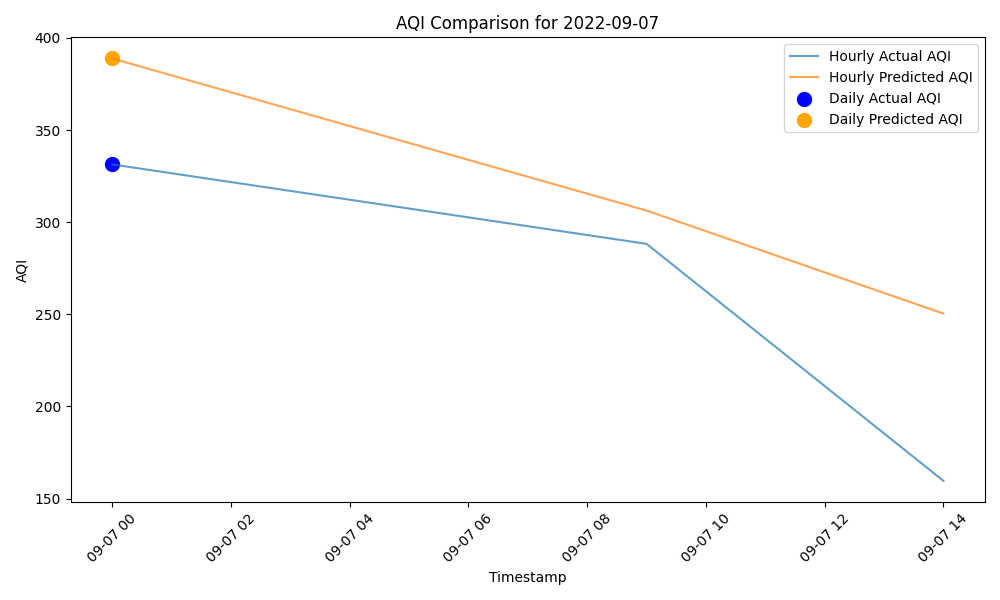 AQI Comparison for 2022-09-07
Hourly Actual AQI
Hourly Predicted AQI
Daily Actual AQI
Daily Predicted AQI
AQI
400
350
300
250
200
150
09-07 00
09-07 02
09-07 04
09-07 06
09-07 08
09-07 10
09-07 12
09-07 14
Timestamp